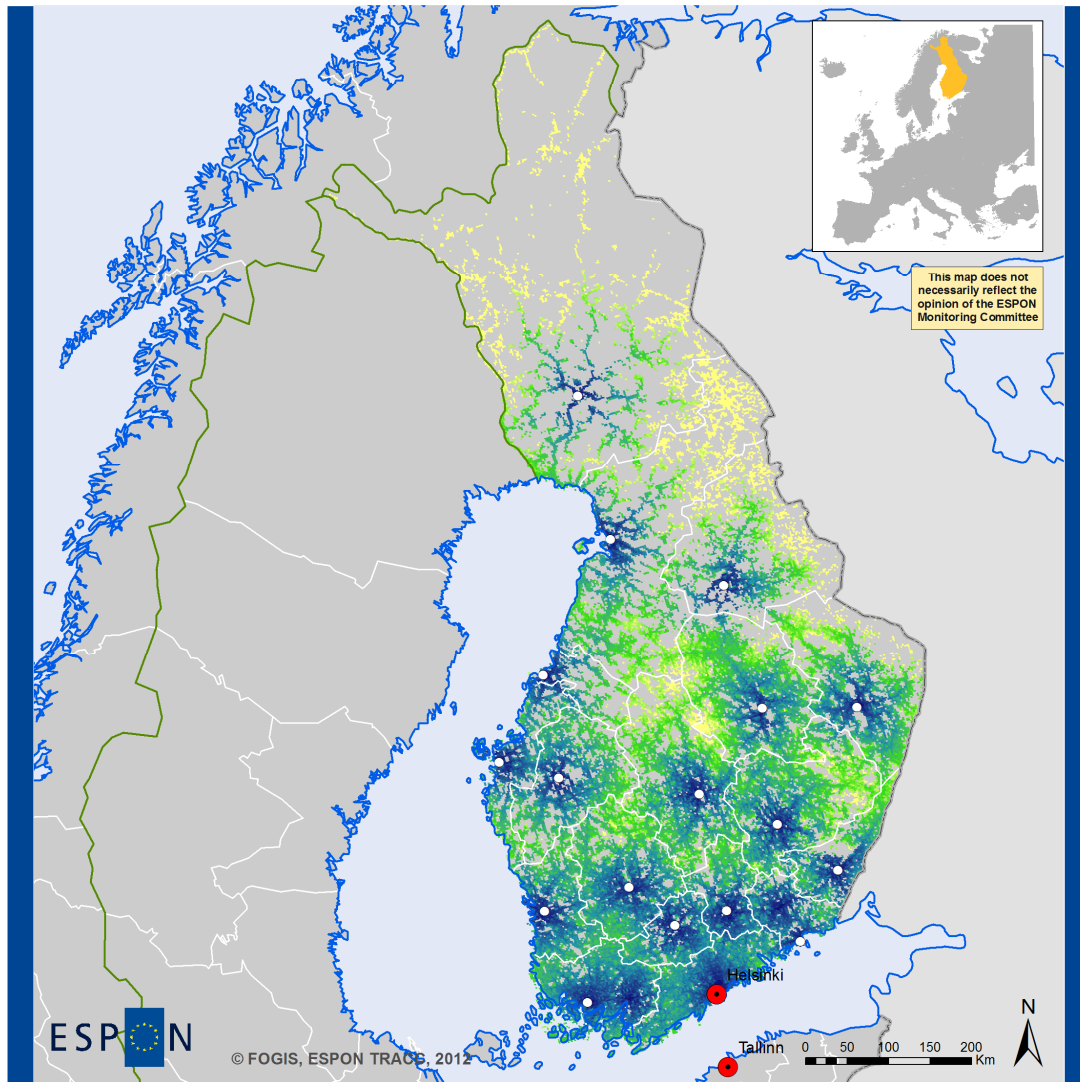 This map does not
necessarily reflect the
opinion of the ESPON
Monitoring Committee
Helsinki
N
Tallinn
0 50 100 150 200
Km
ESPON
© FOGIS, ESPON TRACC, 2012